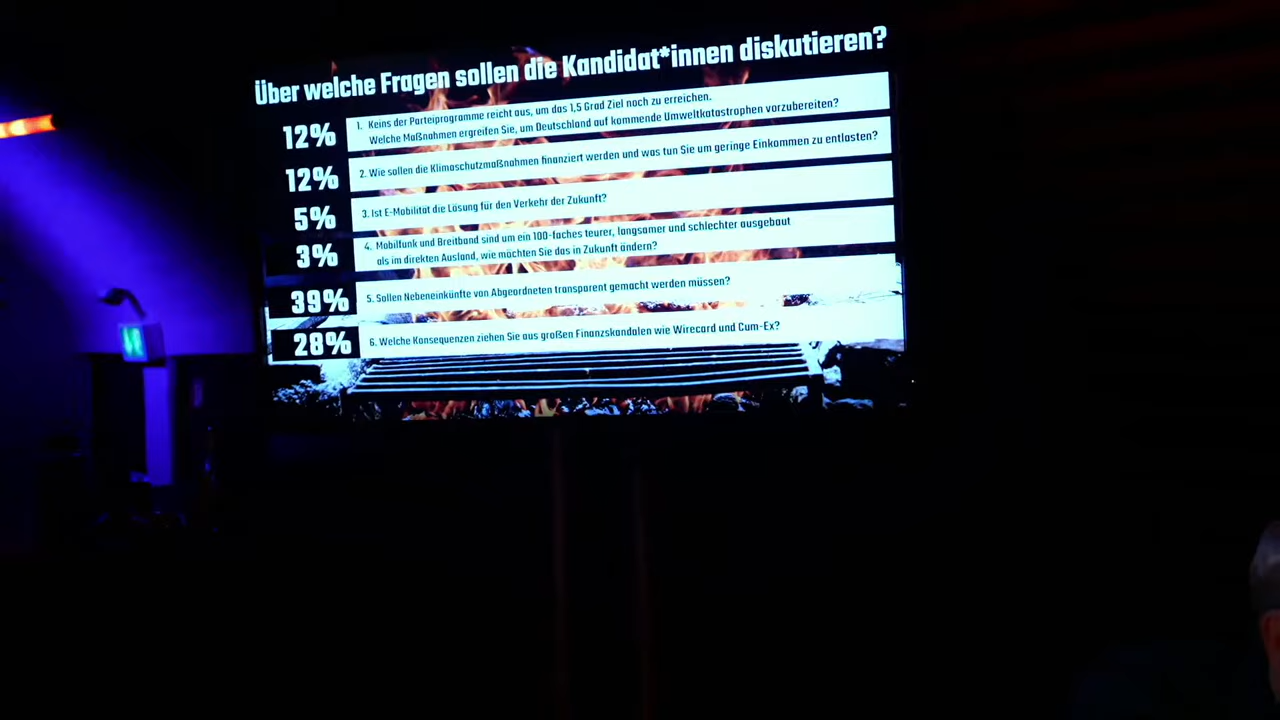 Über welche Fragen sollen die Kandidat*innen diskutieren?
12% 1. Keins der Parteiprogramme reicht aus, um das 1,5 Grad Ziel noch zu erreichen.
Welche Maßnahmen ergreifen Sie, um Deutschland auf kommende Umweltkatastrophen vorzubereiten?
12% 2. Wie sollen die Klimaschutzmaßnahmen finanziert werden und was tun Sie um geringe Einkommen zu entlasten?
5% 3. Ist E-Mobilität die Lösung für den Verkehr der Zukunft?
3% 4. Mobilfunk und Breitband sind um ein 100-faches teurer, langsamer und schlechter ausgebaut
als im direkten Ausland, wie möchten Sie das in Zukunft ändern?
39% 5. Sollen Nebeneinkünfte von Abgeordneten transparent gemacht werden müssen?
28% 6. Welche Konsequenzen ziehen Sie aus großen Finanzskandalen wie Wirecard und Cum-Ex?